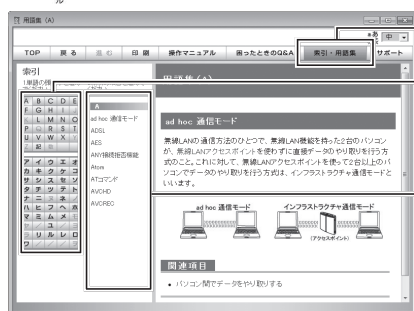 用語集 (A)
あ 中
TOP 戻る 進む 印刷 操作マニュアル 困ったときのQ&A 索引・用語集 サポート
索引
A B C D E
F G H I J
K L M N O
P Q R S T
U V W X Y
Z 記 数
ア イ ウ エ オ
カ キ ク ケ コ
サ シ ス セ ソ
タ チ ツ テ ト
ナ ニ ヌ ネ ノ
ハ ヒ フ ヘ ホ
マ ミ ム メ モ
ヤ ユ ヨ
ラ リ ル レ ロ
ワ
A
ad hoc 通信モード
ADSL
AES
ANY接続拒否機能
Atom
ATコマンド
AVCHD
AVCREC
用語集 (A)
ad hoc 通信モード
無線LANの通信方法のひとつで、無線LAN機能を持った2台のパソコン
が、無線LANアクセスポイントを使わずに直接データのやり取りを行う方
式のこと。これに対して、無線LANアクセスポイントを使って2台以上のパ
ソコンでデータのやり取りを行う方式は、インフラストラクチャ通信モードと
いいます。
ad hoc 通信モード インフラストラクチャ通信モード
(アクセスポイント)
関連項目
• パソコン間でデータをやり取りする